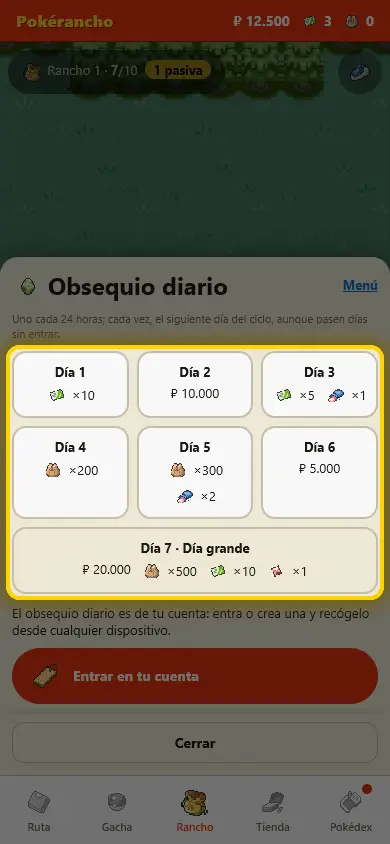 Pokérancho
₽ 12.500 3 0
Rancho 1 · 7/10 1 pasiva
Obsequio diario
Menú
Uno cada 24 horas; cada vez, el siguiente día del ciclo, aunque pasen días
sin entrar.
Día 1
×10
Día 2
₽ 10.000
Día 3
×5 ×1
Día 4
×200
Día 5
×300
×2
Día 6
₽ 5.000
Día 7 · Día grande
₽ 20.000 ×500 ×10 ×1
El obsequio diario es de tu cuenta: entra o crea una y recógelo
desde cualquier dispositivo.
Entrar en tu cuenta
Cerrar
Ruta
Gacha
Rancho
Tienda
Pokédex